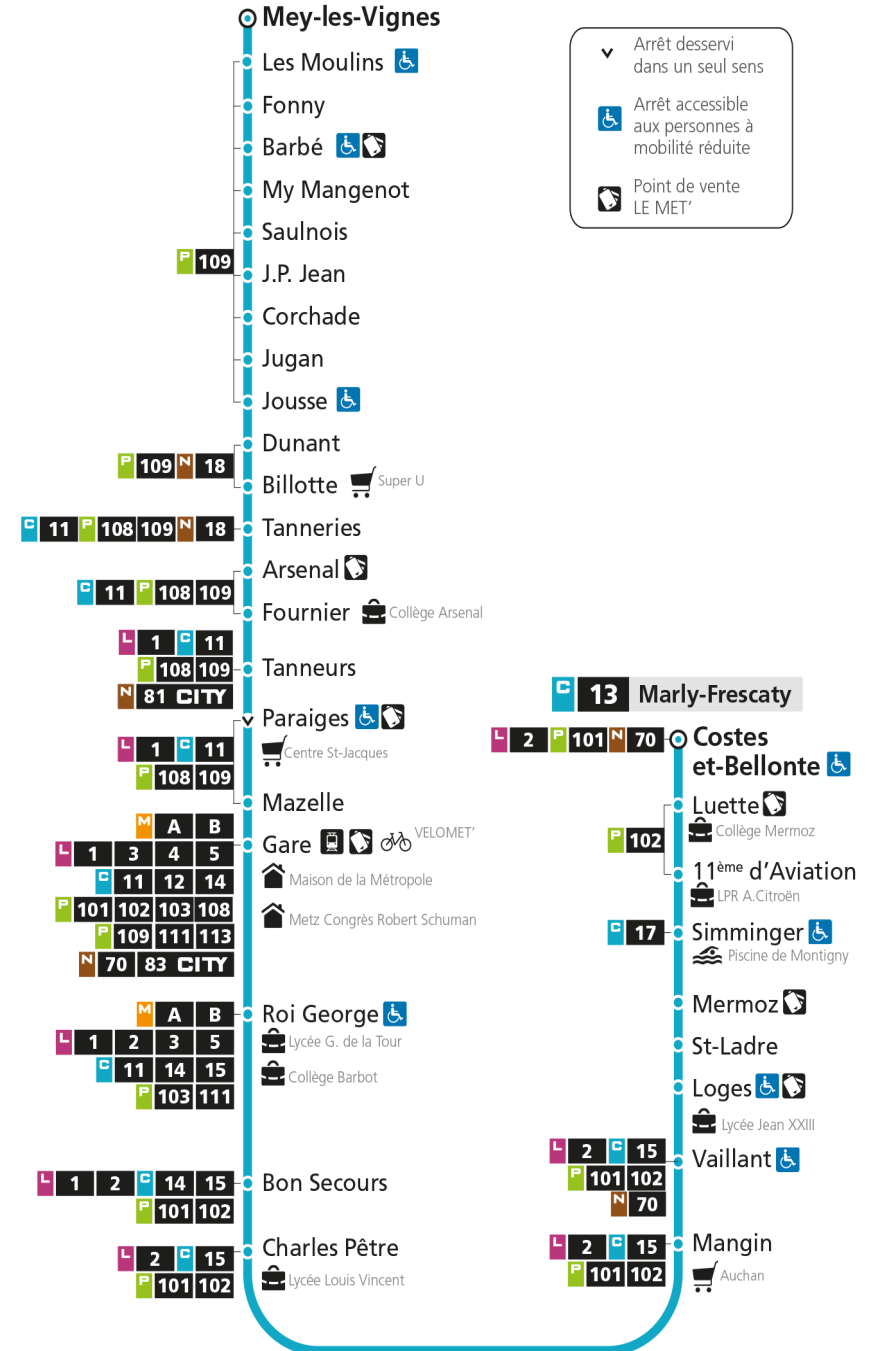 Mey-les-Vignes
Les Moulins
Fonny
Barbé
My Mangenot
Saulnois
P 109
J.P. Jean
Corchade
Jugan
Jousse
Dunant
P 109 N 18
Billotte
Super U
C 11 P 108 109 N 18
Tanneries
Arsenal
C 11 P 108 109
Fournier
Collège Arsenal
L 1 C 11
P 108 109
N 81 CITY
Tanneurs
Paraiges
Centre St-Jacques
L 1 C 11
P 108 109
Mazelle
M A B
L 1 3 4 5
C 11 12 14
P 101 102 103 108
P 109 111 113
N 70 83 CITY
Gare
VELOMET'
Maison de la Métropole
Metz Congrès Robert Schuman
M A B
L 1 2 3 5
C 11 14 15
P 103 111
Roi George
Lycée G. de la Tour
Collège Barbot
L 1 2 C 14 15
P 101 102
Bon Secours
L 2 C 15
P 101 102
Charles Pêtre
Lycée Louis Vincent
Arrêt desservi
dans un seul sens
Arrêt accessible
aux personnes à
mobilité réduite
Point de vente
LE MET'
C 13 Marly-Frescaty
L 2 P 101 N 70
Costes
et-Bellonte
Luette
Collège Mermoz
P 102
11ème d'Aviation
LPR A.Citroën
C 17
Simminger
Piscine de Montigny
Mermoz
St-Ladre
Loges
Lycée Jean XXIII
L 2 C 15
P 101 102
N 70
Vaillant
L 2 C 15
P 101 102
Mangin
Auchan